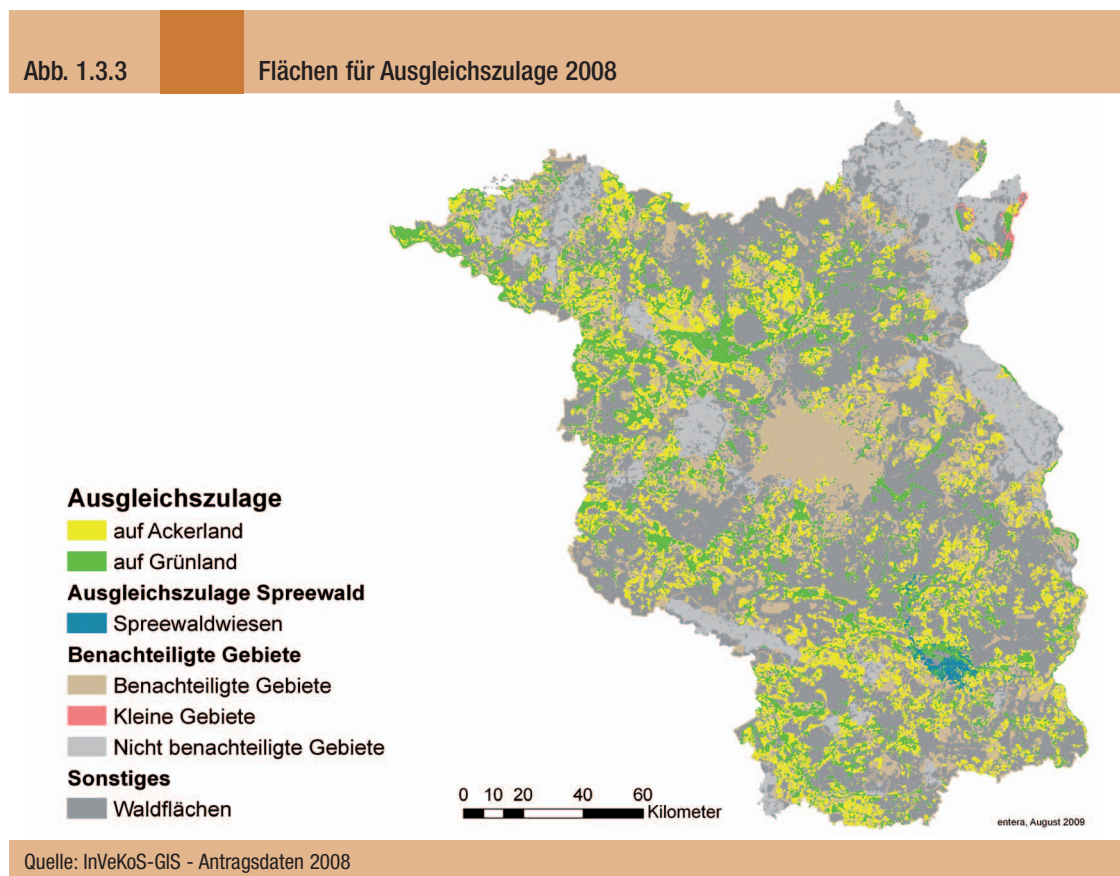 Abb. 1.3.3 Flächen für Ausgleichszulage 2008
Ausgleichszulage
auf Ackerland
auf Grünland
Ausgleichszulage Spreewald
Spreewaldwiesen
Benachteiligte Gebiete
Benachteiligte Gebiete
Kleine Gebiete
Nicht benachteiligte Gebiete
Sonstiges
Waldflächen
0 10 20 40 60
Kilometer
entera, August 2009
Quelle: InVeKoS-GIS - Antragsdaten 2008